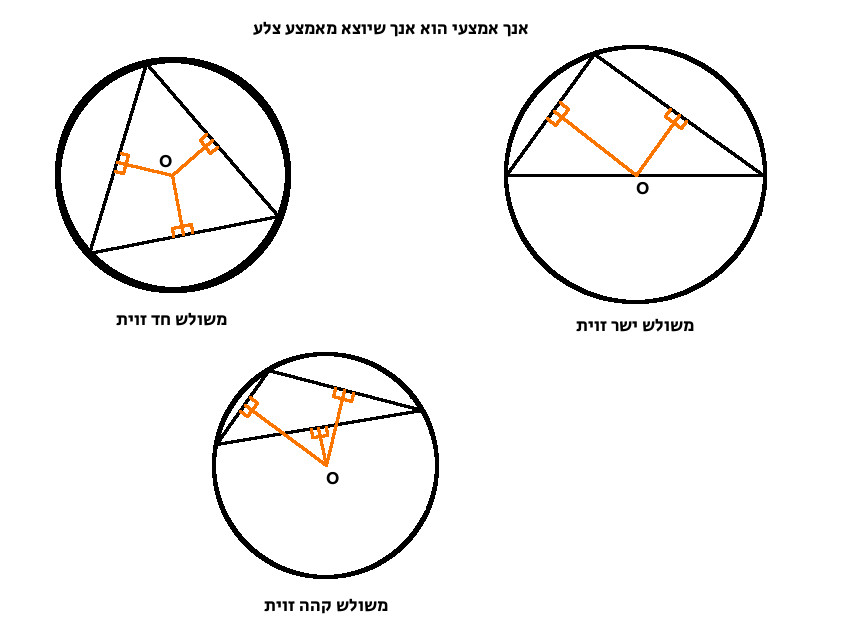 אנך אמצעי הוא אנך שיוצא מאמצע צלע
O
O
משולש חד זוית
משולש ישר זוית
O
משולש קהה זוית